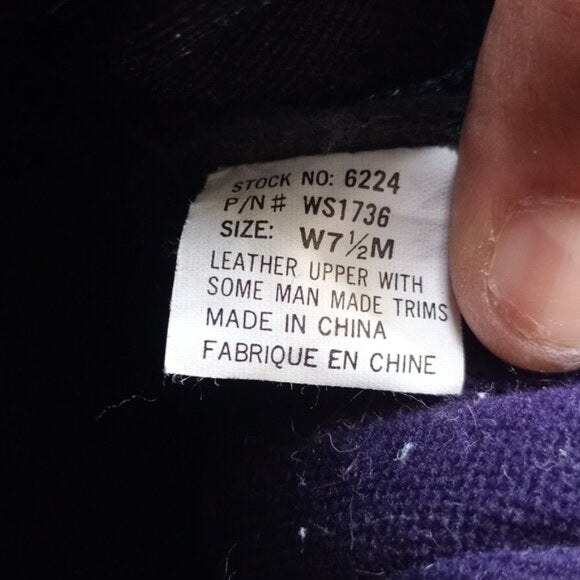 STOCK NO: 6224
P/N# WS1736
SIZE: W7½M
LEATHER UPPER WITH
SOME MAN MADE TRIMS
MADE IN CHINA
FABRIQUE EN CHINE